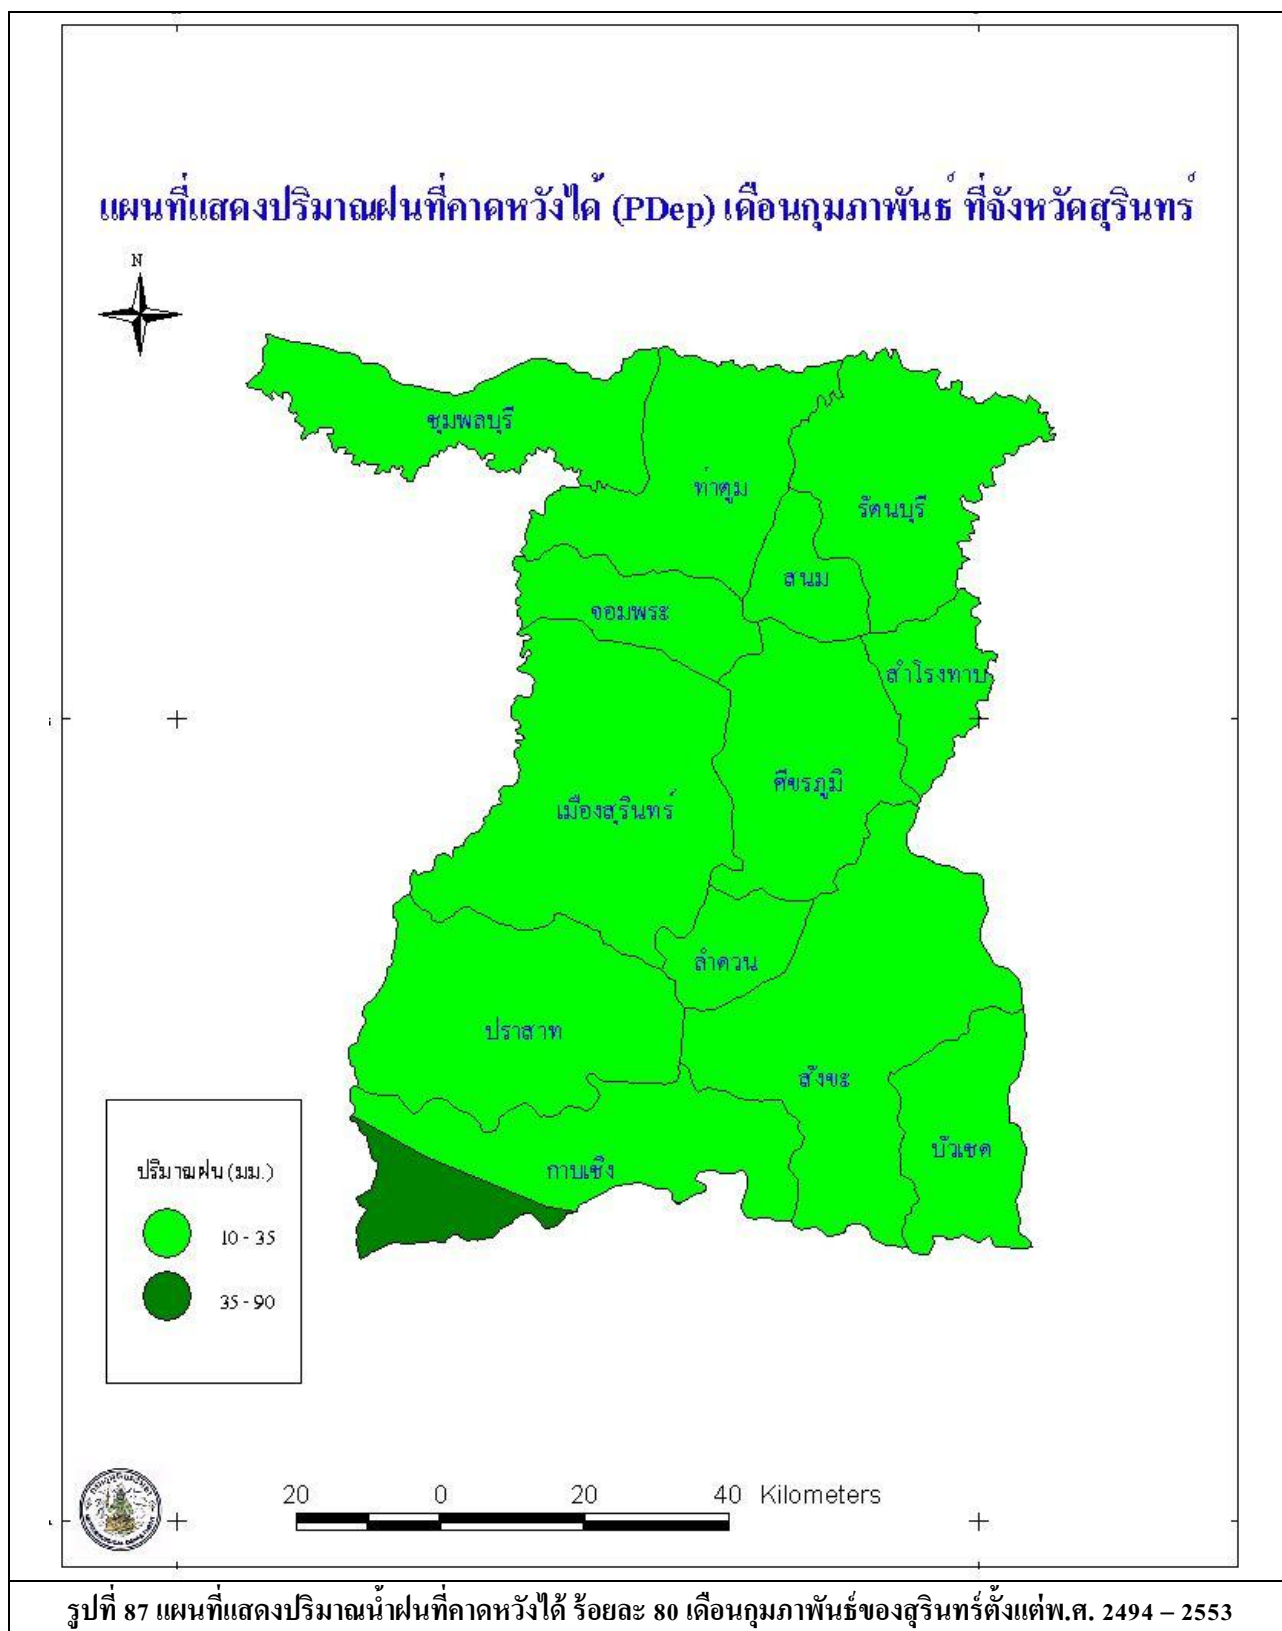 แผนที่แสดงปริมาณฝนที่คาดหวังได้ (PDep) เดือนกุมภาพันธ์ ที่จังหวัดสุรินทร์
N
ชุมพลบุรี
ท่าตูม
รัตนบุรี
สนม
จอมพระ
สำโรงทาบ
ศีขรภูมิ
เมืองสุรินทร์
ลำดวน
ปราสาท
สังขะ
บัวเชด
กาบเชิง
ปริมาณฝน (มม.)
10 - 35
35 - 90
20 0 20 40 Kilometers
รูปที่ 87 แผนที่แสดงปริมาณน้ำฝนที่คาดหวังได้ ร้อยละ 80 เดือนกุมภาพันธ์ของสุรินทร์ตั้งแต่พ.ศ. 2494 – 2553